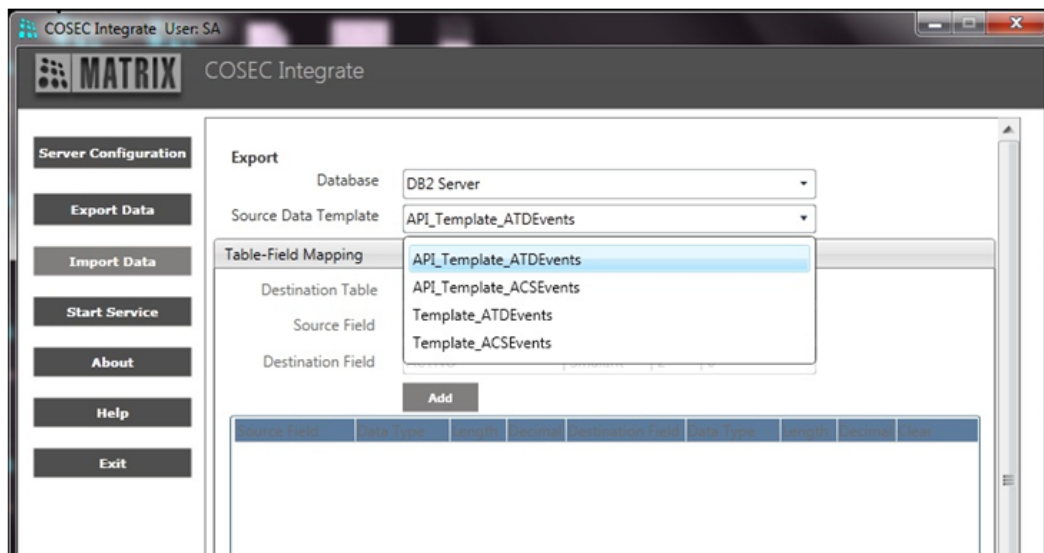 COSEC Integrate User: SA
MATRIX
COSEC Integrate
Server Configuration
Export Data
Import Data
Start Service
About
Help
Exit
Export
Database DB2 Server
Source Data Template API_Template_ATDEvents
API_Template_ATDEvents
API_Template_ACSEvents
Template_ATDEvents
Template_ACSEvents
Table-Field Mapping
Destination Table
Source Field
Destination Field
Add
Source Field Data Type Length Decimal Destination Field Data Type Length Decimal Clear